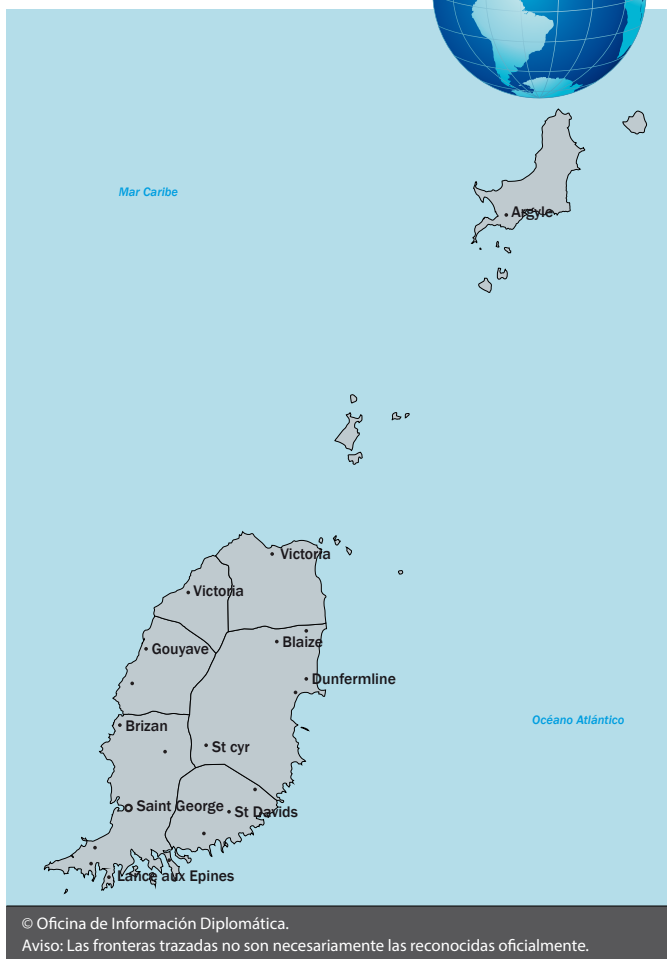 Mar Caribe
Argyle
Victoria
Victoria
Blaize
Gouyave
Dunfermline
Océano Atlántico
Brizan
St cyr
Saint George
St Davids
Lance aux Epines
© Oficina de Información Diplomática.
Aviso: Las fronteras trazadas no son necesariamente las reconocidas oficialmente.